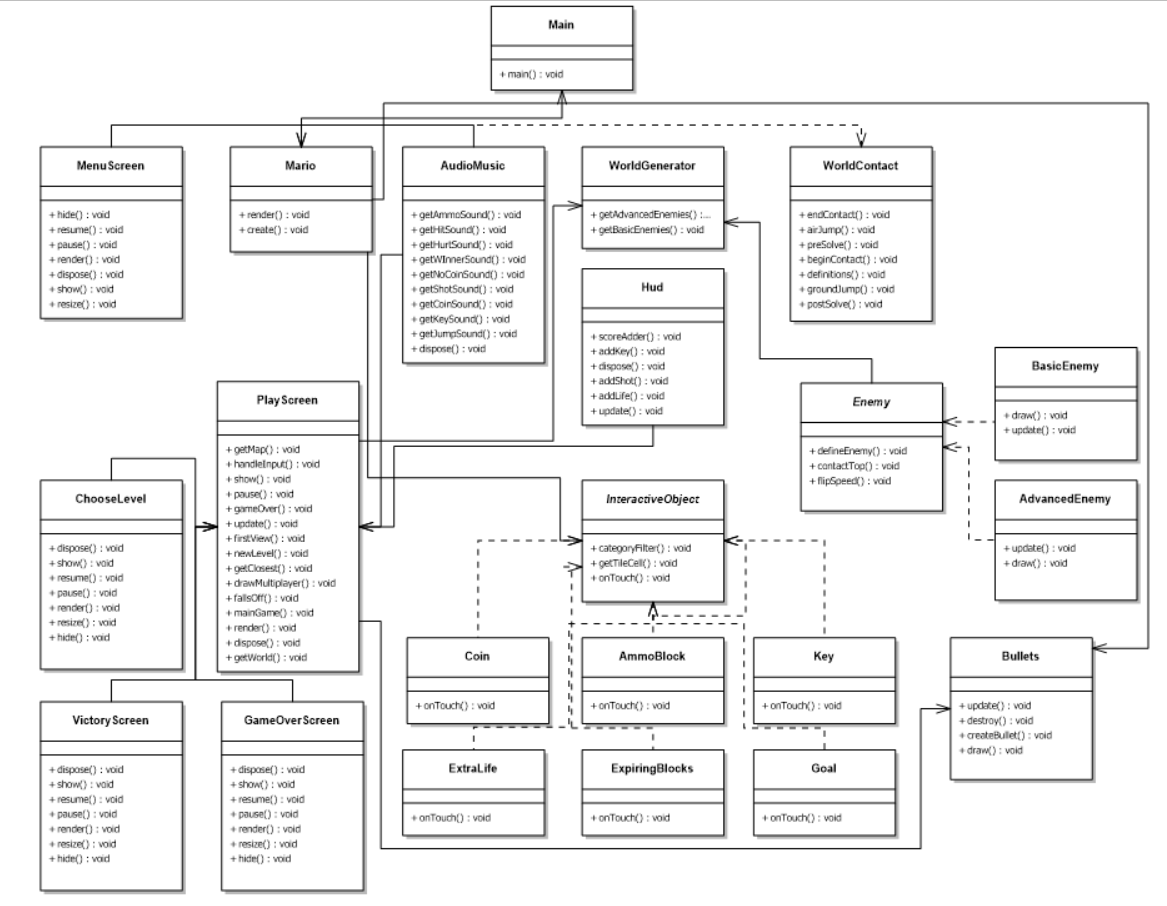 Main
+ main() : void
MenuScreen
+ hide() : void
+ resume() : void
+ pause() : void
+ render() : void
+ dispose() : void
+ show() : void
+ resize() : void
Mario
+ render() : void
+ create() : void
AudioMusic
+ getAmmoSound() : void
+ getHitSound() : void
+ getHurtSound() : void
+ getWInnerSound() : void
+ getNoCoinSound() : void
+ getShotSound() : void
+ getCoinSound() : void
+ getKeySound() : void
+ getJumpSound() : void
+ dispose() : void
WorldGenerator
+ getAdvancedEnemies() :...
+ getBasicEnemies() : void
WorldContact
+ endContact() : void
+ airJump() : void
+ preSolve() : void
+ beginContact() : void
+ definitions() : void
+ groundJump() : void
+ postSolve() : void
Hud
+ scoreAdder() : void
+ addKey() : void
+ dispose() : void
+ addShot() : void
+ addLife() : void
+ update() : void
BasicEnemy
+ draw() : void
+ update() : void
PlayScreen
+ getMap() : void
+ handleInput() : void
+ show() : void
+ pause() : void
+ gameOver() : void
+ update() : void
+ firstView() : void
+ newLevel() : void
+ getClosest() : void
+ drawMultiplayer() : void
+ fallsOff() : void
+ mainGame() : void
+ render() : void
+ dispose() : void
+ getWorld() : void
Enemy
+ defineEnemy() : void
+ contactTop() : void
+ flipSpeed() : void
ChooseLevel
+ dispose() : void
+ show() : void
+ resume() : void
+ pause() : void
+ render() : void
+ resize() : void
+ hide() : void
InteractiveObject
+ categoryFilter() : void
+ getTileCell() : void
+ onTouch() : void
AdvancedEnemy
+ update() : void
+ draw() : void
Coin
+ onTouch() : void
AmmoBlock
+ onTouch() : void
Key
+ onTouch() : void
Bullets
+ update() : void
+ destroy() : void
+ createBullet() : void
+ draw() : void
VictoryScreen
+ dispose() : void
+ show() : void
+ resume() : void
+ pause() : void
+ render() : void
+ resize() : void
+ hide() : void
GameOverScreen
+ dispose() : void
+ show() : void
+ resume() : void
+ pause() : void
+ render() : void
+ resize() : void
+ hide() : void
ExtraLife
+ onTouch() : void
ExpiringBlocks
+ onTouch() : void
Goal
+ onTouch() : void